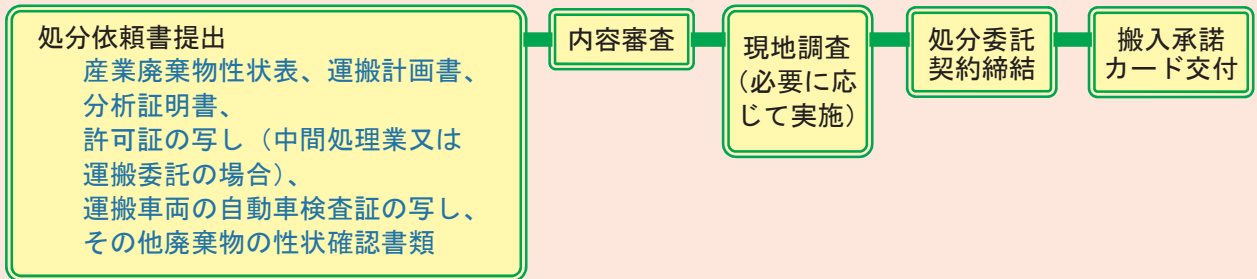 処分依頼書提出
産業廃棄物性状表、運搬計画書、
分析証明書、
許可証の写し（中間処理業又は
運搬委託の場合）、
運搬車両の自動車検査証の写し、
その他廃棄物の性状確認書類
内容審査
現地調査
（必要に応
じて実施）
処分委託
契約締結
搬入承諾
カード交付